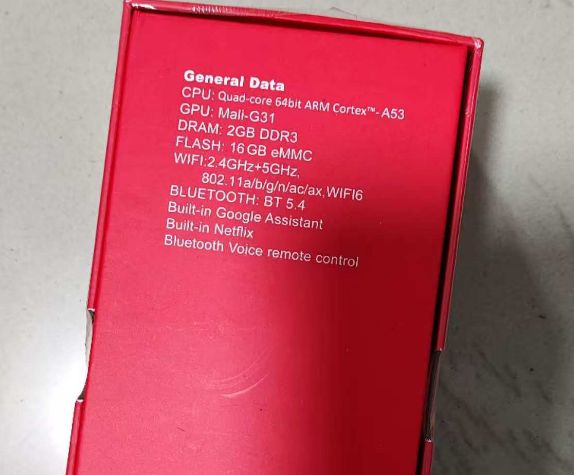 General Data
CPU: Quad-core 64bit ARM Cortex™- A53
GPU: Mali-G31
DRAM: 2GB DDR3
FLASH: 16GB eMMC
WIFI:2.4GHz+5GHz,
802.11a/b/g/n/ac/ax,WIFI6
BLUETOOTH: BT 5.4
Built-in Google Assistant
Built-in Netflix
Bluetooth Voice remote control